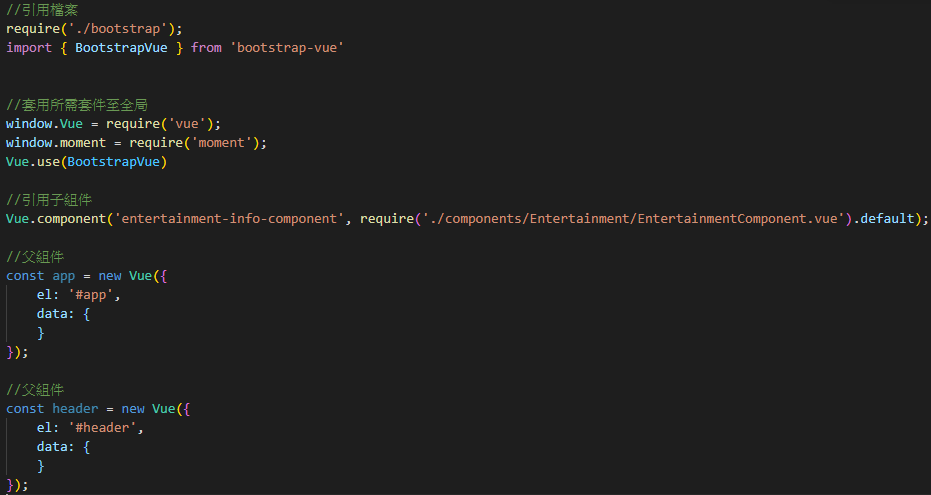 //引用檔案
require('./bootstrap');
import { BootstrapVue } from 'bootstrap-vue'
//套用所需套件至全局
window.Vue = require('vue');
window.moment = require('moment');
Vue.use(BootstrapVue)
//引用子組件
Vue.component('entertainment-info-component', require('./components/Entertainment/EntertainmentComponent.vue').default);
//父組件
const app = new Vue({
    el: '#app',
    data: {
    }
});
//父組件
const header = new Vue({
    el: '#header',
    data: {
    }
});